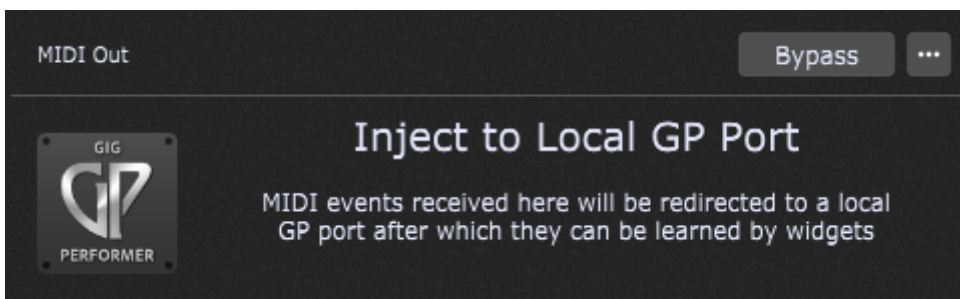 MIDI Out
Bypass
...
Inject to Local GP Port
GIG
GP
PERFORMER
MIDI events received here will be redirected to a local
GP port after which they can be learned by widgets